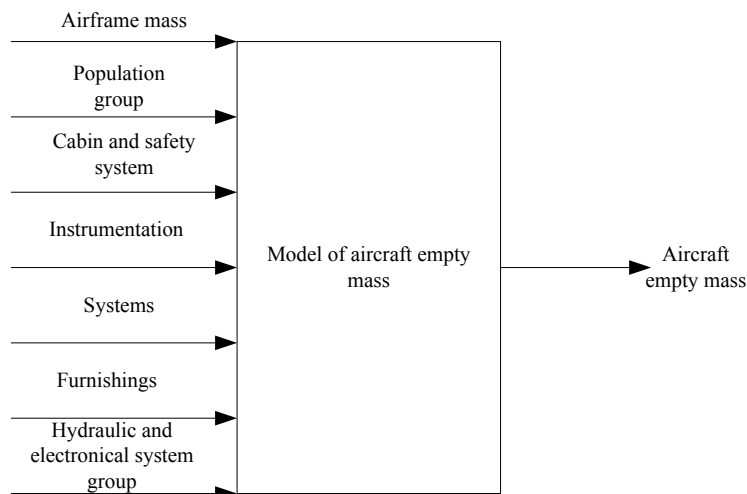 Airframe mass
Population
group
Cabin and safety
system
Instrumentation
Systems
Furnishings
Hydraulic and
electronical system
group
Model of aircraft empty
mass
Aircraft
empty mass